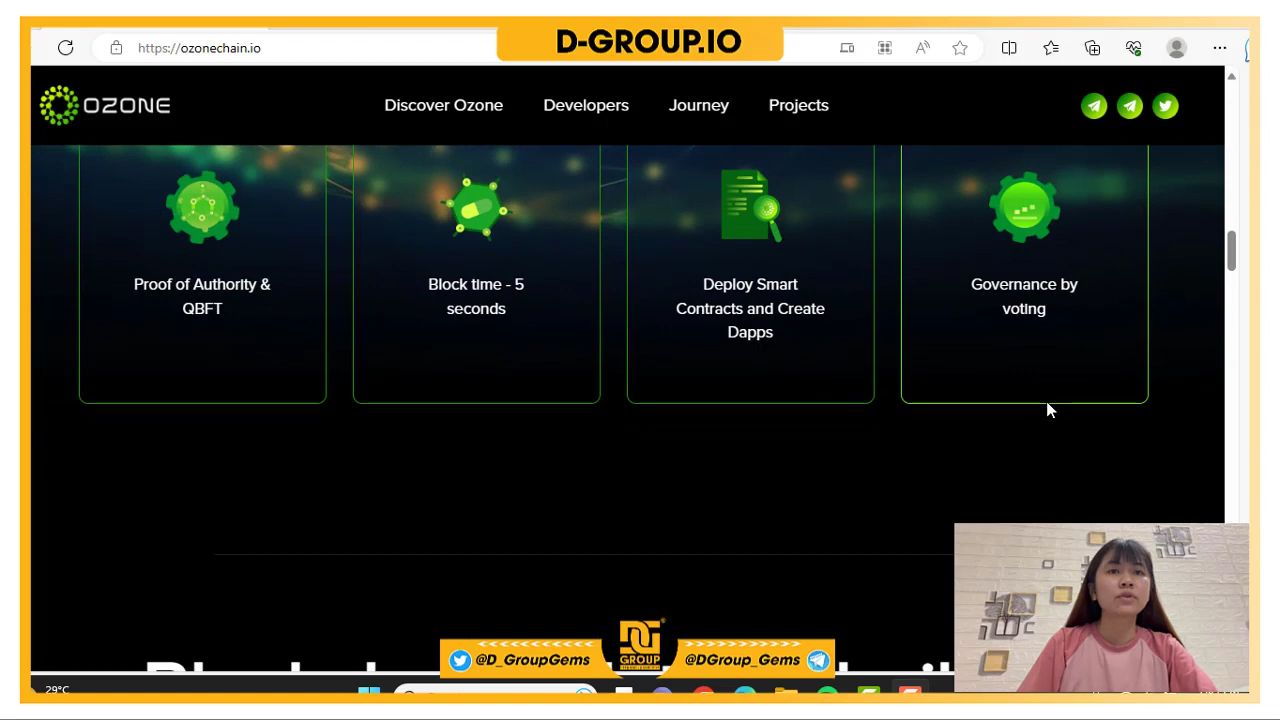 D-GROUP.IO
https://ozonechain.io
OZONE
Discover Ozone
Developers
Journey
Projects
Proof of Authority &
QBFT
Block time - 5
seconds
Deploy Smart
Contracts and Create
Dapps
Governance by
voting
@D_GroupGems
GROUP
@DGroup_Gems
29°C